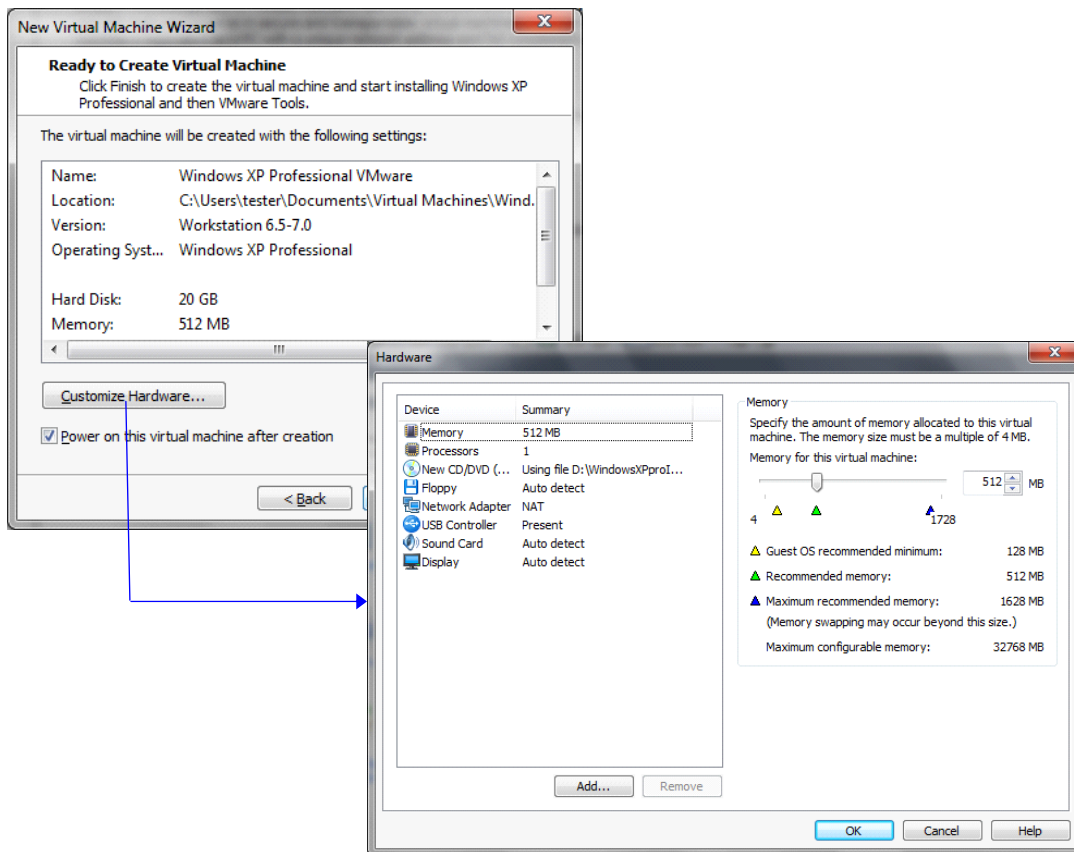 New Virtual Machine Wizard
Ready to Create Virtual Machine
Click Finish to create the virtual machine and start installing Windows XP
Professional and then VMware Tools.
The virtual machine will be created with the following settings:
Name: Windows XP Professional VMware
Location: C:\Users\tester\Documents\Virtual Machines\Wind.
Version: Workstation 6.5-7.0
Operating Syst... Windows XP Professional
Hard Disk: 20 GB
Memory: 512 MB
Customize Hardware...
Power on this virtual machine after creation
< Back
Hardware
Device Summary
Memory 512 MB
Processors 1
New CD/DVD (... Using file D:\WindowsXPproI...
Floppy Auto detect
Network Adapter NAT
USB Controller Present
Sound Card Auto detect
Display Auto detect
Add... Remove
Memory
Specify the amount of memory allocated to this virtual
machine. The memory size must be a multiple of 4 MB.
Memory for this virtual machine:
512 MB
4 1728
Guest OS recommended minimum: 128 MB
Recommended memory: 512 MB
Maximum recommended memory: 1628 MB
(Memory swapping may occur beyond this size.)
Maximum configurable memory: 32768 MB
OK Cancel Help